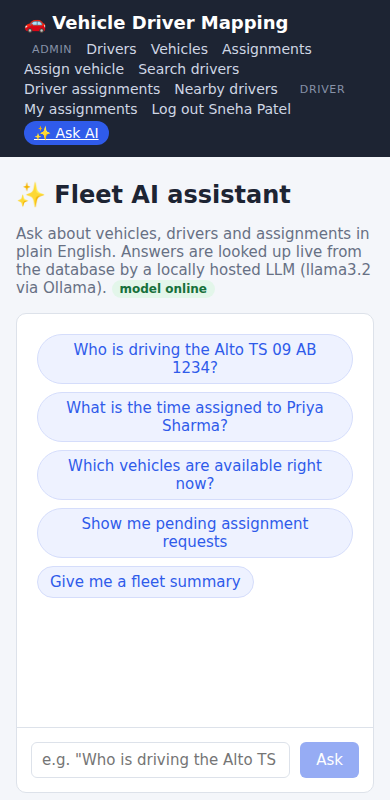 🚗 Vehicle Driver Mapping
ADMIN Drivers Vehicles Assignments
Assign vehicle Search drivers
Driver assignments Nearby drivers DRIVER
My assignments Log out Sneha Patel
✨ Ask AI
✨ Fleet AI assistant
Ask about vehicles, drivers and assignments in
plain English. Answers are looked up live from
the database by a locally hosted LLM (llama3.2
via Ollama). model online
Who is driving the Alto TS 09 AB
1234?
What is the time assigned to Priya
Sharma?
Which vehicles are available right
now?
Show me pending assignment
requests
Give me a fleet summary
e.g. "Who is driving the Alto TS
Ask